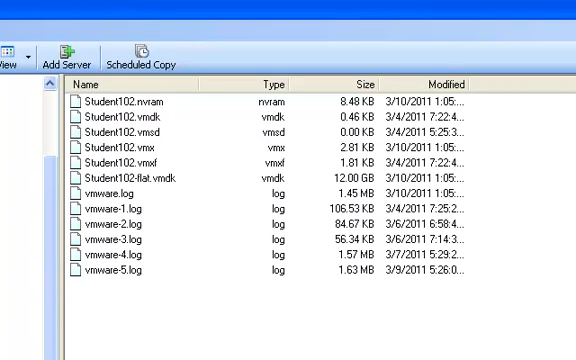 View Add Server Scheduled Copy
Name Type Size Modified
Student102.nvram nvram 8.48 KB 3/10/2011 1:05:...
Student102.vmdk vmdk 0.46 KB 3/4/2011 7:22:4...
Student102.vmsd vmsd 0.00 KB 3/4/2011 5:25:3...
Student102.vmx vmx 2.81 KB 3/10/2011 1:05:...
Student102.vmxf vmxf 1.81 KB 3/4/2011 7:22:4...
Student102-flat.vmdk vmdk 12.00 GB 3/10/2011 1:05:...
vmware.log log 1.45 MB 3/10/2011 1:05:...
vmware-1.log log 106.53 KB 3/4/2011 7:25:2...
vmware-2.log log 84.67 KB 3/6/2011 6:58:4...
vmware-3.log log 56.34 KB 3/6/2011 7:14:3...
vmware-4.log log 1.57 MB 3/7/2011 5:29:2...
vmware-5.log log 1.63 MB 3/9/2011 5:26:0...